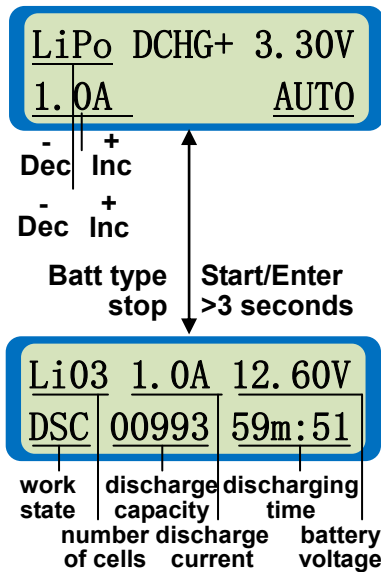 LiPo DCHG+ 3.30V
1.0A AUTO
- +
Dec Inc
- +
Dec Inc
Batt type Start/Enter
stop >3 seconds
Li03 1.0A 12.60V
DSC 00993 59m:51
work discharge discharging
state capacity time
number discharge battery
of cells current voltage